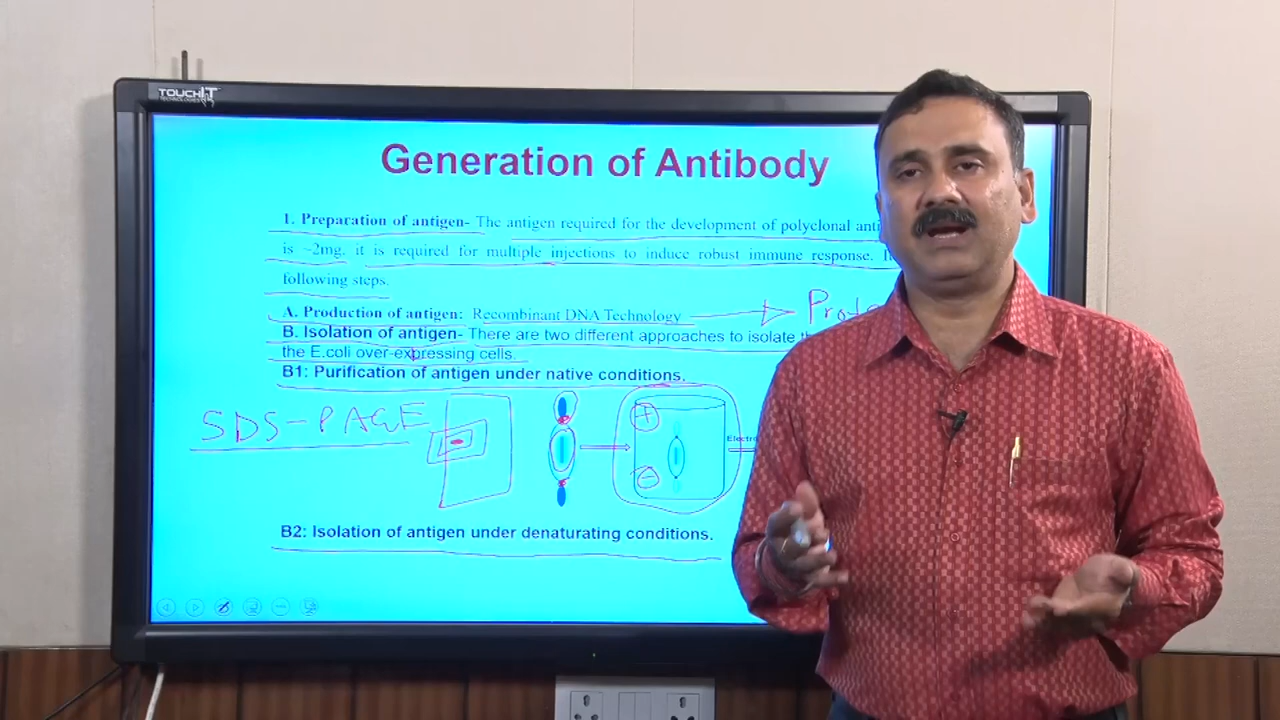 TOUCHIT
TECHNOLOGIES
Generation of Antibody
1. Preparation of antigen- The antigen required for the development of polyclonal
is ~2mg. it is required for multiple injections to induce robust immune response.
following steps.
A. Production of antigen: Recombinant DNA Technology
B. Isolation of antigen- There are two different approaches to isolate
the E.coli over-expressing cells.
B1: Purification of antigen under native conditions.
SDS-PAGE
+
-
B2: Isolation of antigen under denaturating conditions.